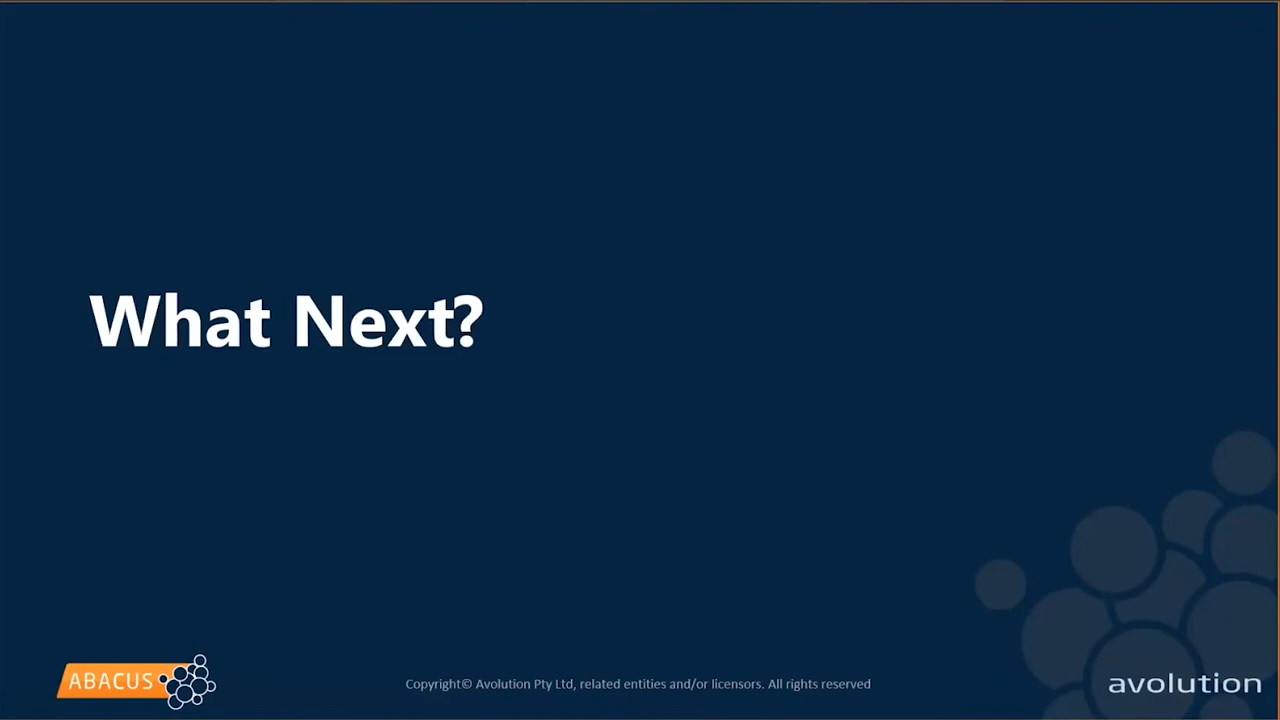 What Next?
ABACUS
Copyright© Avolution Pty Ltd, related entities and/or licensors. All rights reserved
avolution